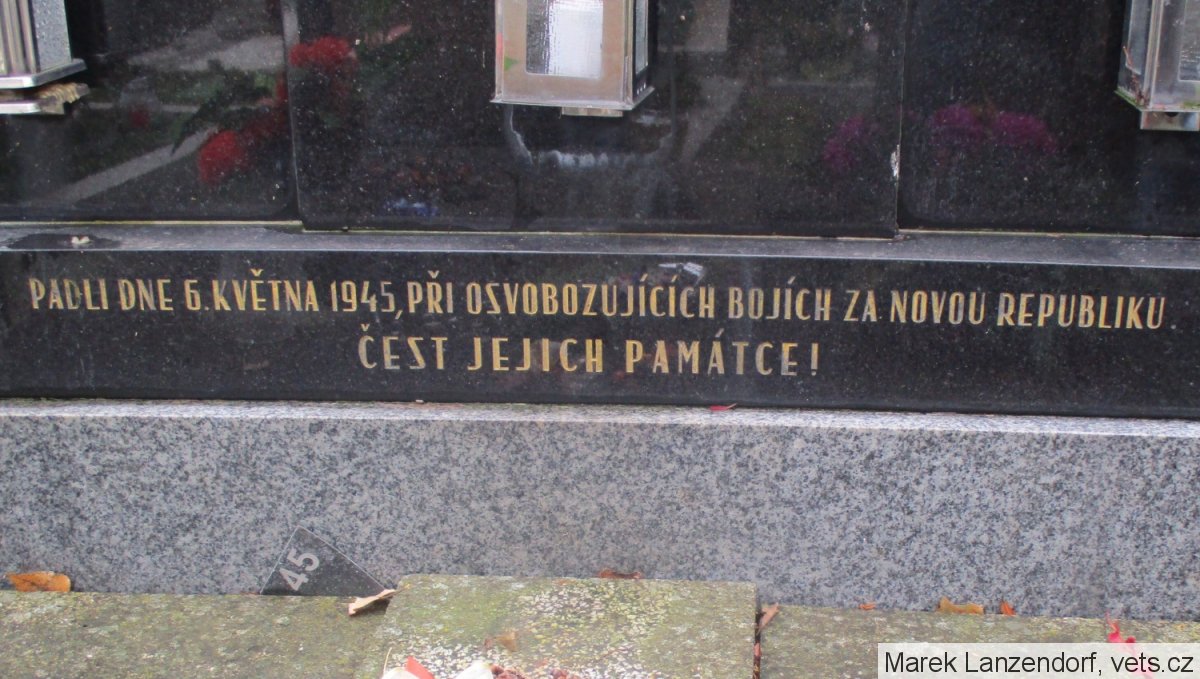 PADLI DNE 6. KVĚTNA 1945, PŘI OSVOBOZUJÍCÍCH BOJÍCH ZA NOVOU REPUBLIKU
ČEST JEJICH PAMÁTCE!
45
Marek Lanzendorf, vets.cz